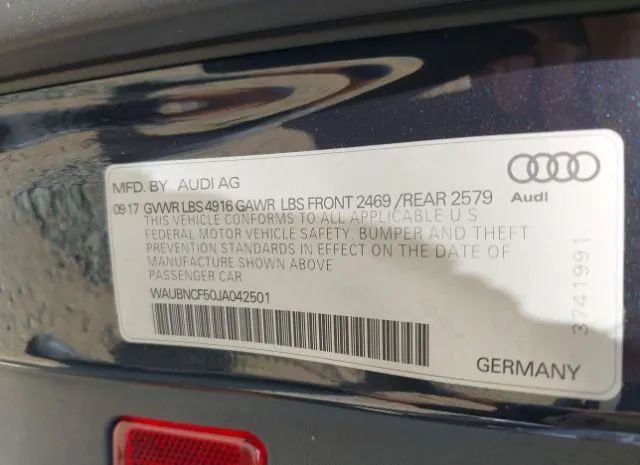 MFD. BY AUDI AG
09 17 GVWR LBS 4916 GAWR LBS FRONT 2469 /REAR 2579
THIS VEHICLE CONFORMS TO ALL APPLICABLE U S
FEDERAL MOTOR VEHICLE SAFETY, BUMPER AND THEFT
PREVENTION STANDARDS IN EFFECT ON THE DATE OF
MANUFACTURE SHOWN ABOVE
PASSENGER CAR
WAUBNCF50JA042501
Audi
3741991
GERMANY